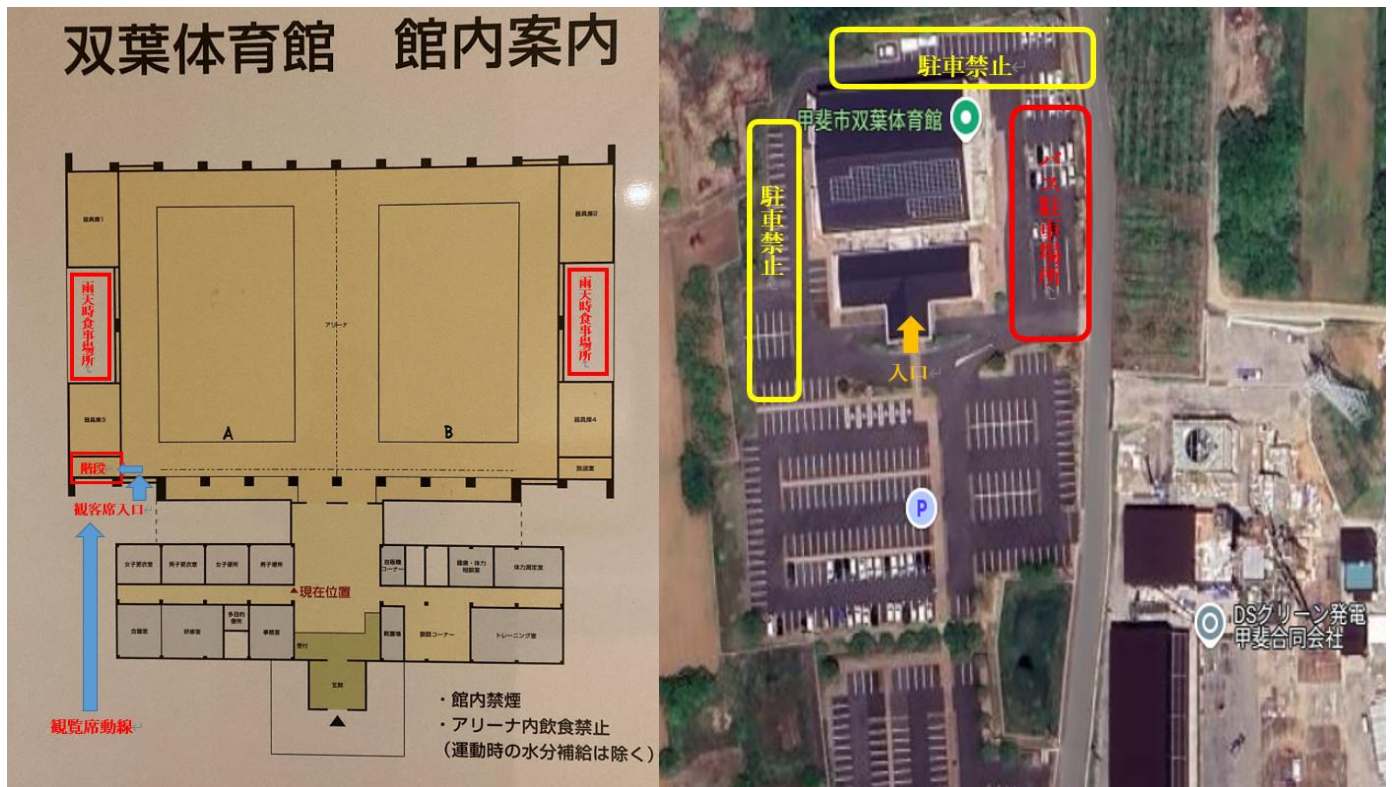 双葉体育館 館内案内
器具庫1
器具庫2
雨天時食事場所
雨天時食事場所
アリーナ
器具庫3
器具庫4
A
B
階段
放送室
観客席入口
女子更衣室
男子更衣室
女子便所
男子便所
自販機
コーナー
健康・体力
相談室
体力測定室
▲現在位置
会議室
研修室
多目的
便所
事務室
受付
靴置場
談話コーナー
トレーニング室
玄関
観覧席動線
・館内禁煙
・アリーナ内飲食禁止
(運動時の水分補給は除く)
駐車禁止
甲斐市双葉体育館
駐車禁止
バス駐車場所
入口
P
DSグリーン発電
甲斐合同会社